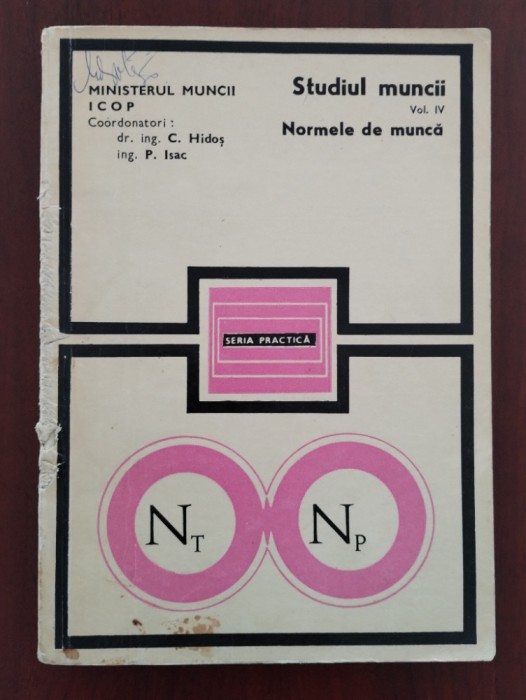 MINISTERUL MUNCII
ICOP
Coordonatori :
dr. ing. C. Hidoș
ing. P. Isac
Studiul muncii
Vol. IV
Normele de muncă
SERIA PRACTICĂ
NT
NP